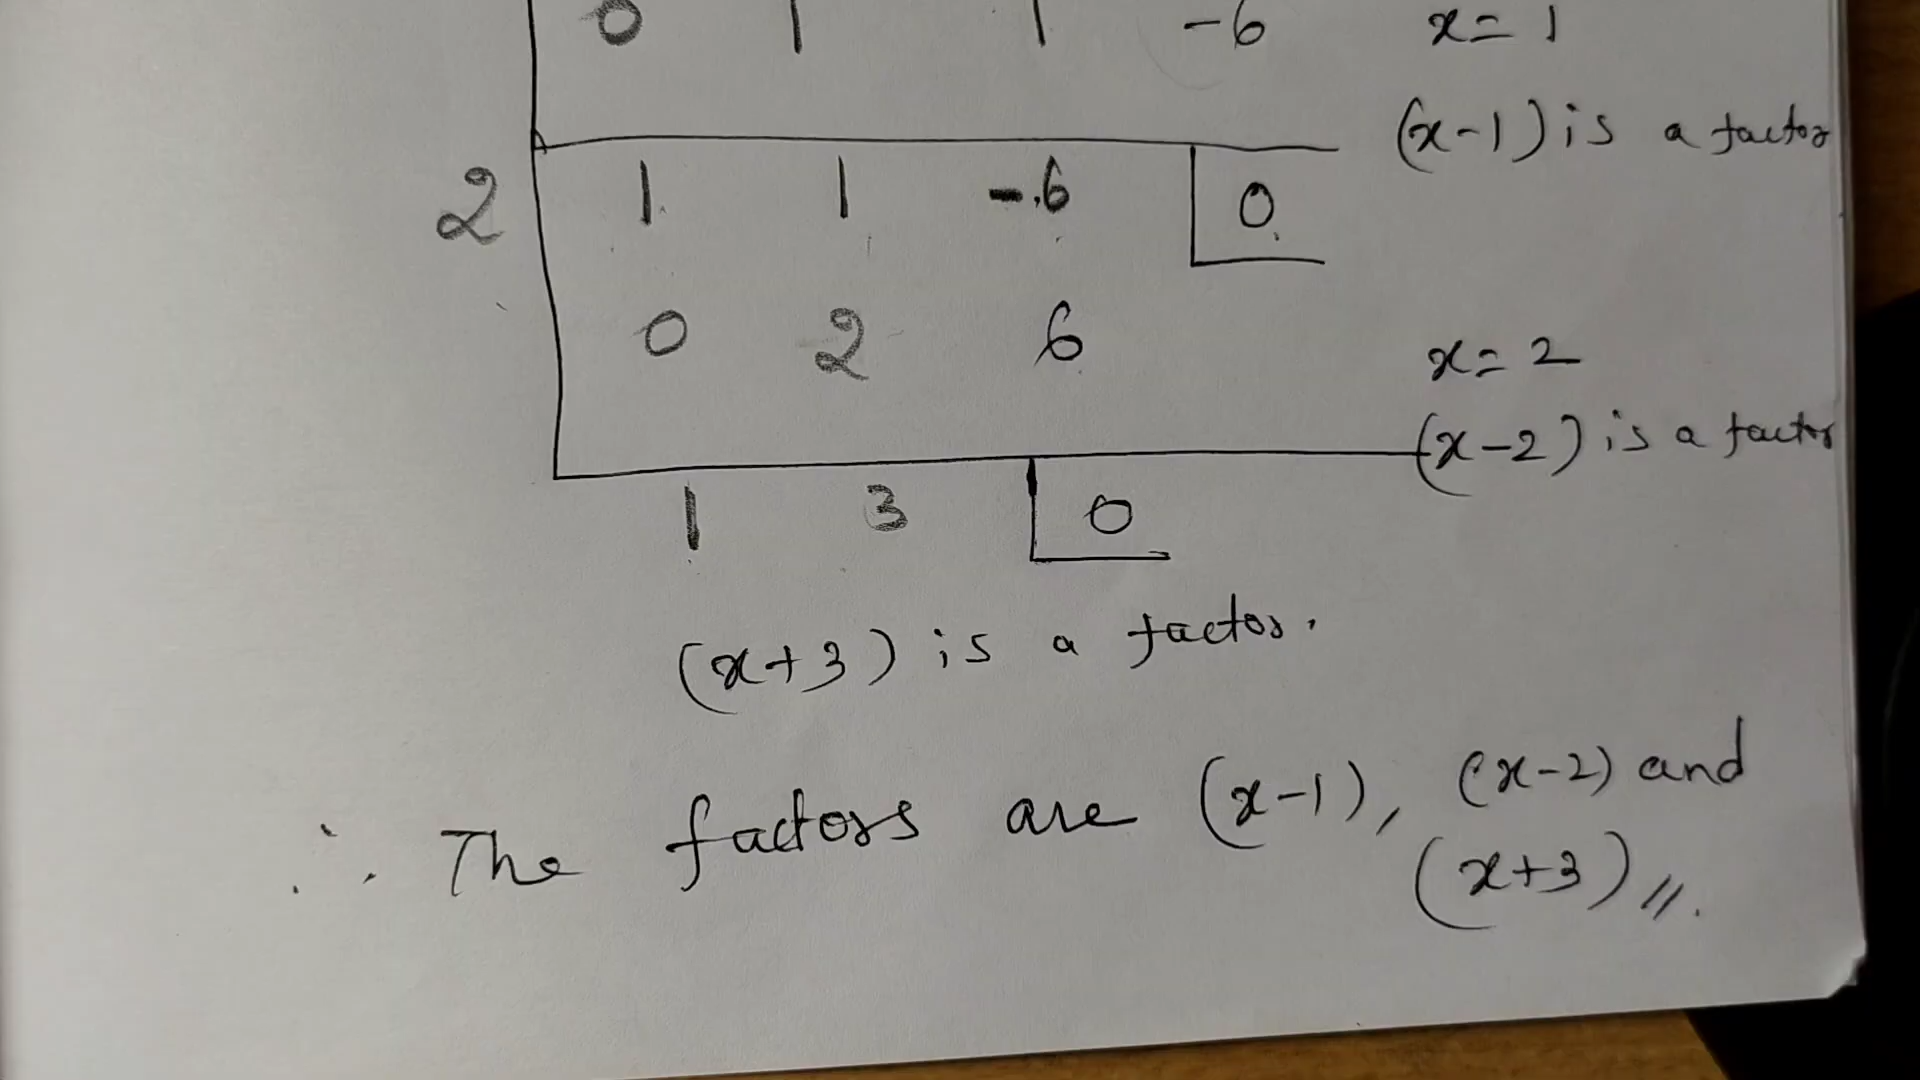 0 1 1 -6 x = 1
(x-1) is a factor
2 1 1 -6 0
0 2 6 x = 2
(x-2) is a factor
1 3 0
(x+3) is a factor.
∴ The factors are (x-1), (x-2) and
(x+3) //.